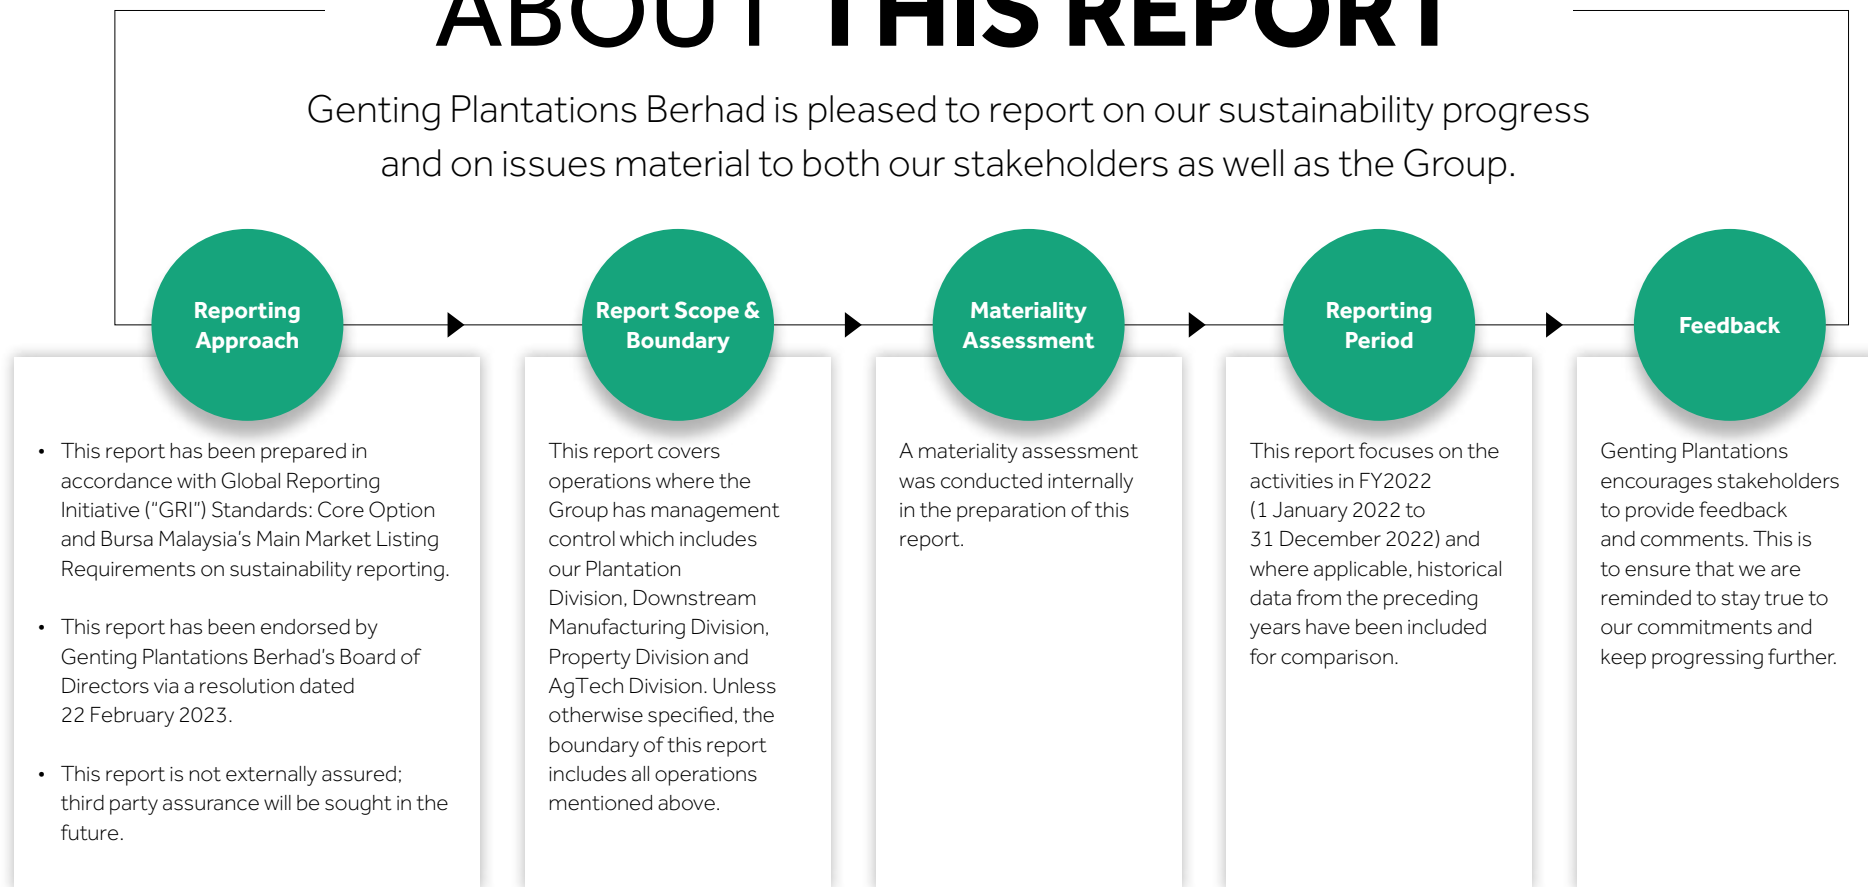 ABOUT THIS REPORT
Genting Plantations Berhad is pleased to report on our sustainability progress
and on issues material to both our stakeholders as well as the Group.
Reporting
Approach
• This report has been prepared in
accordance with Global Reporting
Initiative (“GRI”) Standards: Core Option
and Bursa Malaysia’s Main Market Listing
Requirements on sustainability reporting.
• This report has been endorsed by
Genting Plantations Berhad’s Board of
Directors via a resolution dated
22 February 2023.
• This report is not externally assured;
third party assurance will be sought in the
future.
Report Scope &
Boundary
This report covers
operations where the
Group has management
control which includes
our Plantation
Division, Downstream
Manufacturing Division,
Property Division and
AgTech Division. Unless
otherwise specified, the
boundary of this report
includes all operations
mentioned above.
Materiality
Assessment
A materiality assessment
was conducted internally
in the preparation of this
report.
Reporting
Period
This report focuses on the
activities in FY2022
(1 January 2022 to
31 December 2022) and
where applicable, historical
data from the preceding
years have been included
for comparison.
Feedback
Genting Plantations
encourages stakeholders
to provide feedback
and comments. This is
to ensure that we are
reminded to stay true to
our commitments and
keep progressing further.